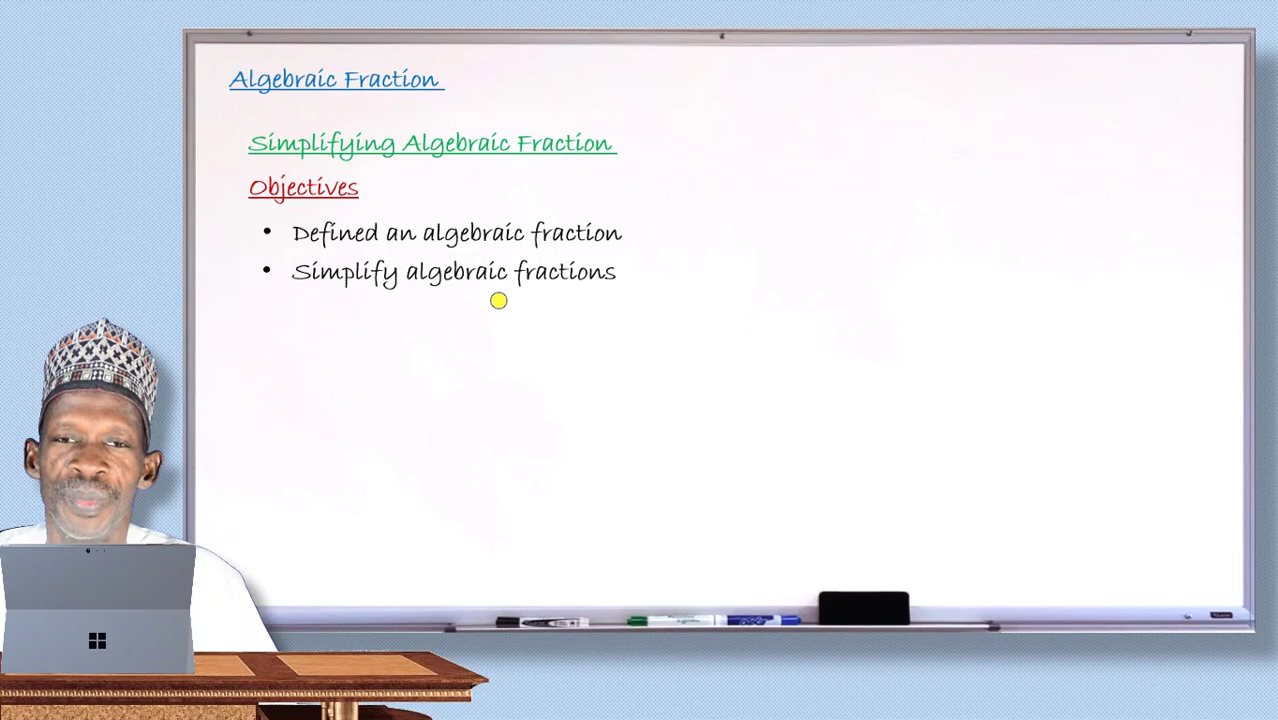 Algebraic Fraction
Simplifying Algebraic Fraction
Objectives
• Defined an algebraic fraction
• Simplify algebraic fractions